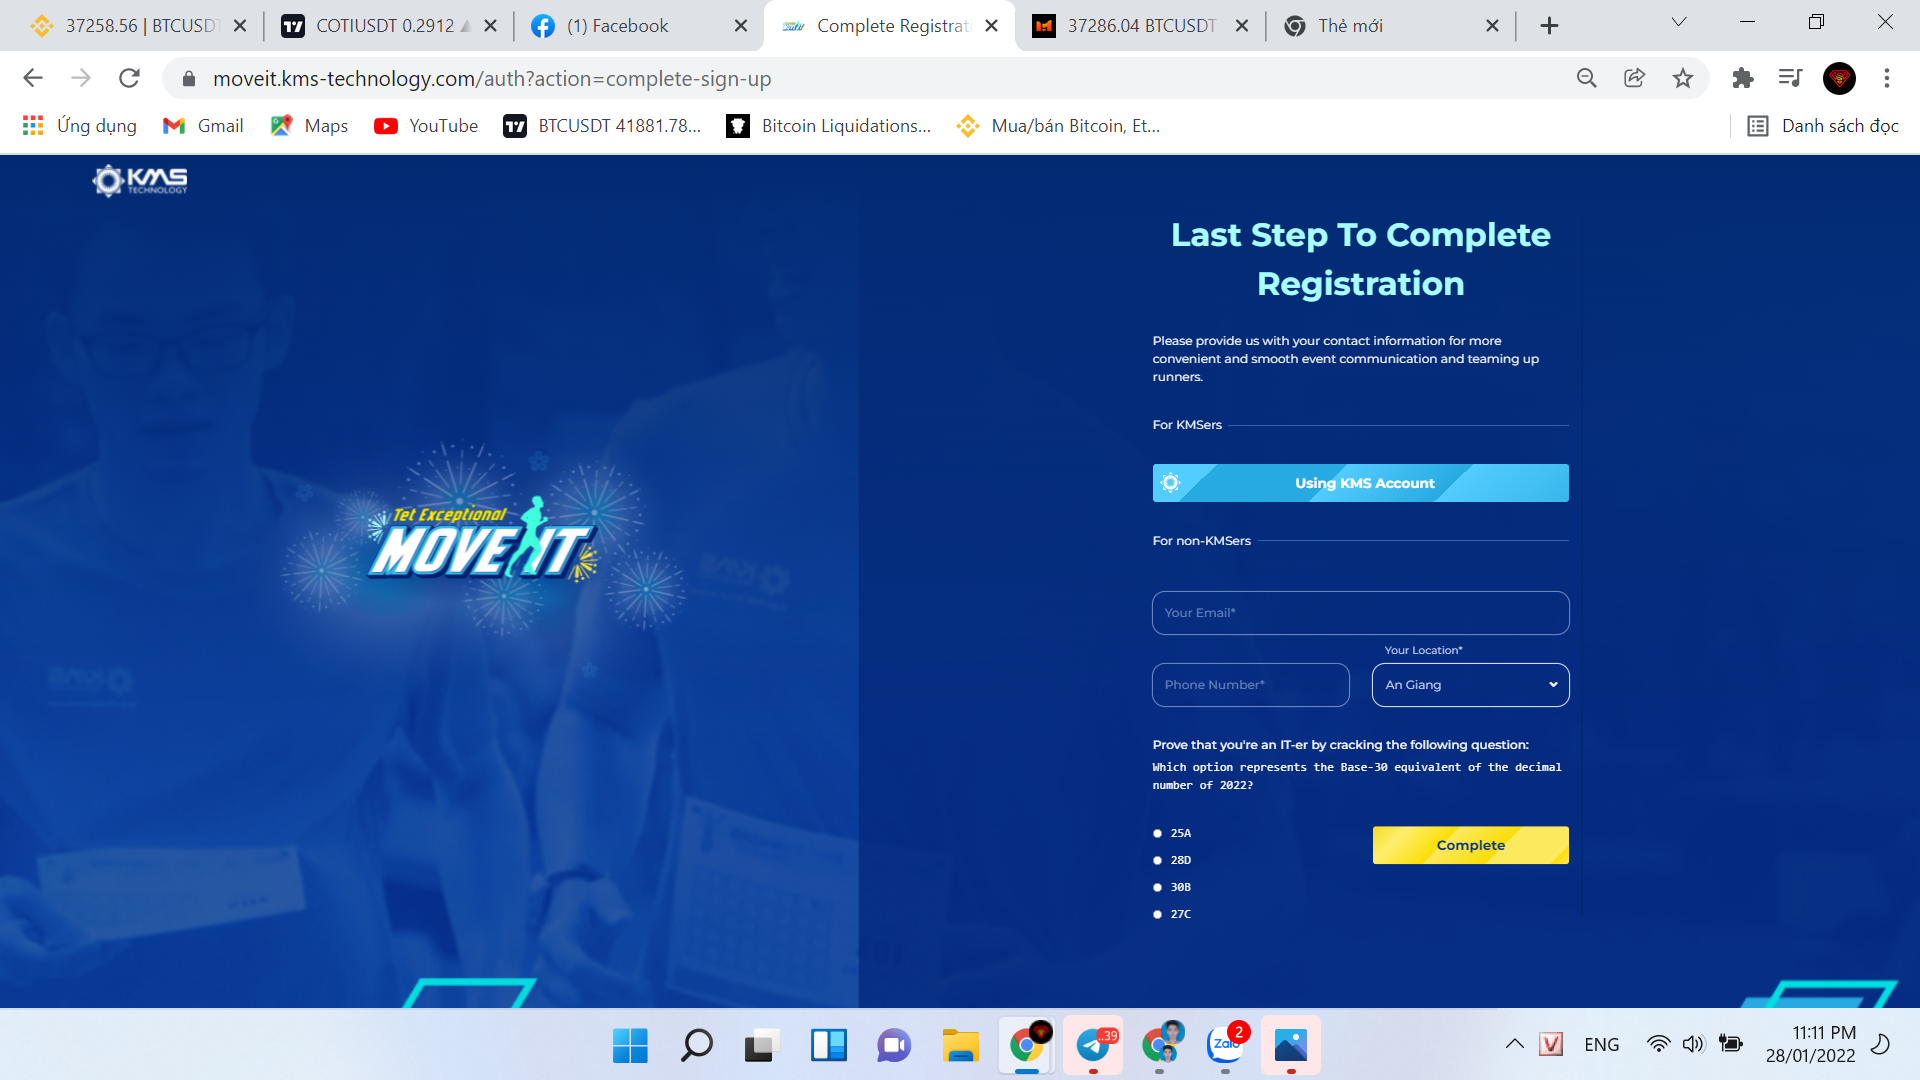 37258.56 | BTCUSDT
COTIUSDT 0.2912
(1) Facebook
Complete Registrati
37286.04 BTCUSDT
Thẻ mới
moveit.kms-technology.com/auth?action=complete-sign-up
Ứng dụng
Gmail
Maps
YouTube
BTCUSDT 41881.78...
Bitcoin Liquidations...
Mua/bán Bitcoin, Et...
Danh sách đọc
KMS
TECHNOLOGY
Last Step To Complete
Registration
Please provide us with your contact information for more
convenient and smooth event communication and teaming up
runners.
For KMSers
Using KMS Account
For non-KMSers
Tet Exceptional
MOVE IT
Your Email*
Your Location*
Phone Number*
An Giang
Prove that you're an IT-er by cracking the following question:
Which option represents the Base-30 equivalent of the decimal
number of 2022?
25A
28D
30B
27C
Complete
..39
Zalo
2
V
ENG
11:11 PM
28/01/2022